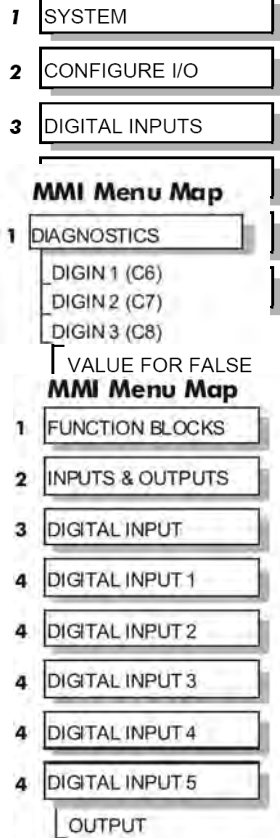 1 SYSTEM
2 CONFIGURE I/O
3 DIGITAL INPUTS
MMI Menu Map
1 DIAGNOSTICS
DIGIN 1 (C6)
DIGIN 2 (C7)
DIGIN 3 (C8)
VALUE FOR FALSE
MMI Menu Map
1 FUNCTION BLOCKS
2 INPUTS & OUTPUTS
3 DIGITAL INPUT
4 DIGITAL INPUT 1
4 DIGITAL INPUT 2
4 DIGITAL INPUT 3
4 DIGITAL INPUT 4
4 DIGITAL INPUT 5
OUTPUT